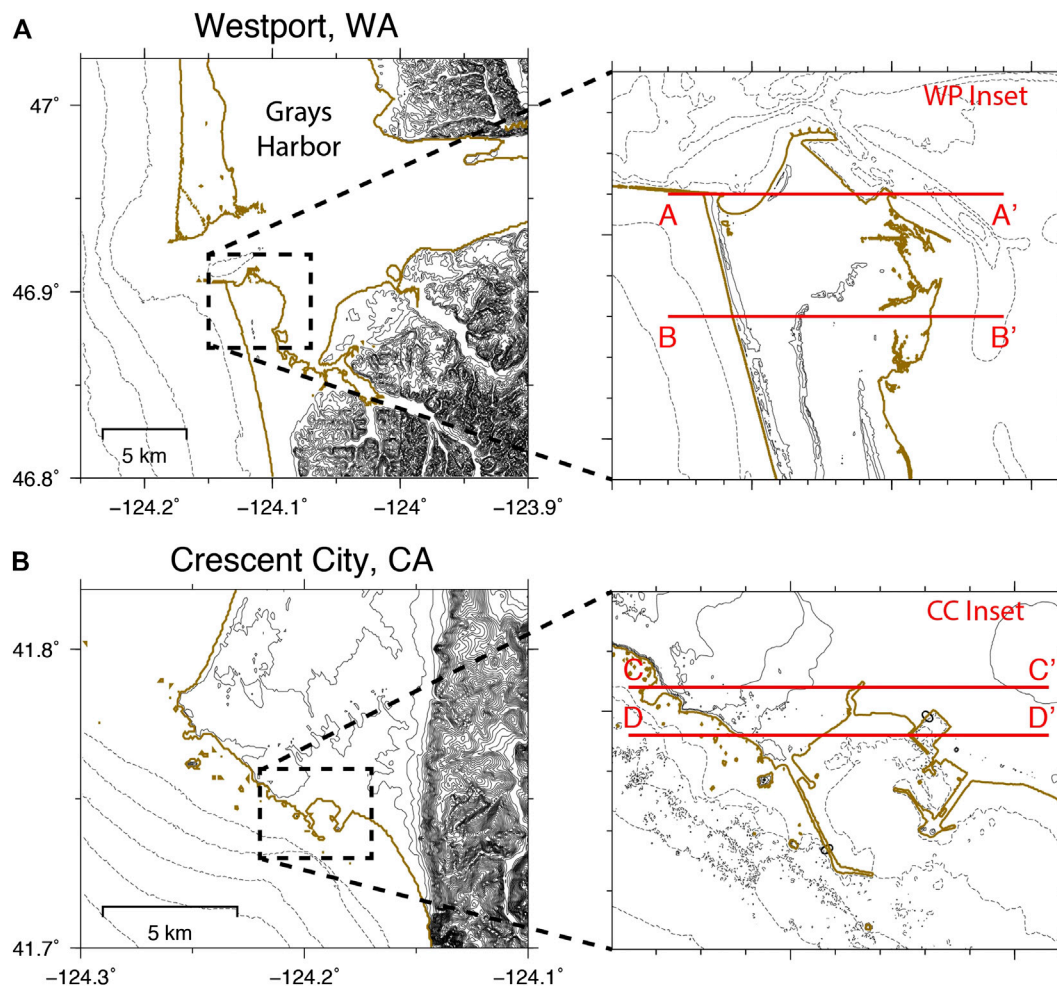 A
Westport, WA
47°
46.9°
46.8°
Grays
Harbor
5 km
−124.2°
−124.1°
−124°
−123.9°
WP Inset
A
A'
B
B'
B
Crescent City, CA
41.8°
41.7°
5 km
−124.3°
−124.2°
−124.1°
CC Inset
C
C'
D
D'